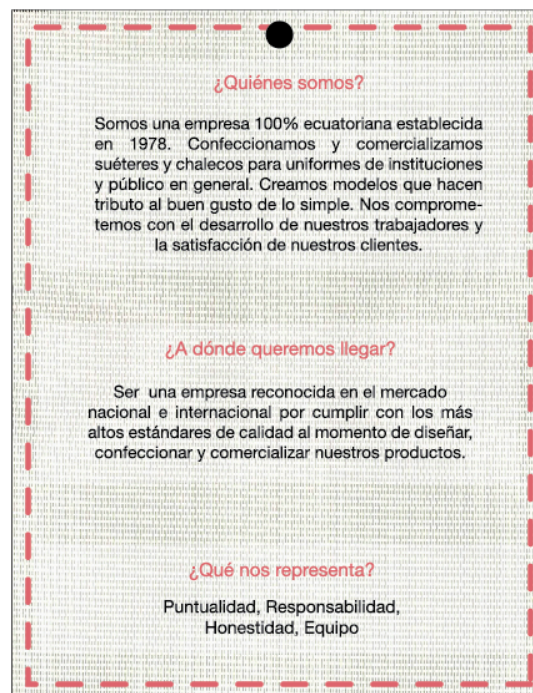 ¿Quiénes somos?
Somos una empresa 100% ecuatoriana establecida
en 1978. Confeccionamos y comercializamos
suéteres y chalecos para uniformes de instituciones
y público en general. Creamos modelos que hacen
tributo al buen gusto de lo simple. Nos comprome-
temos con el desarrollo de nuestros trabajadores y
la satisfacción de nuestros clientes.
¿A dónde queremos llegar?
Ser una empresa reconocida en el mercado
nacional e internacional por cumplir con los más
altos estándares de calidad al momento de diseñar,
confeccionar y comercializar nuestros productos.
¿Qué nos representa?
Puntualidad, Responsabilidad,
Honestidad, Equipo